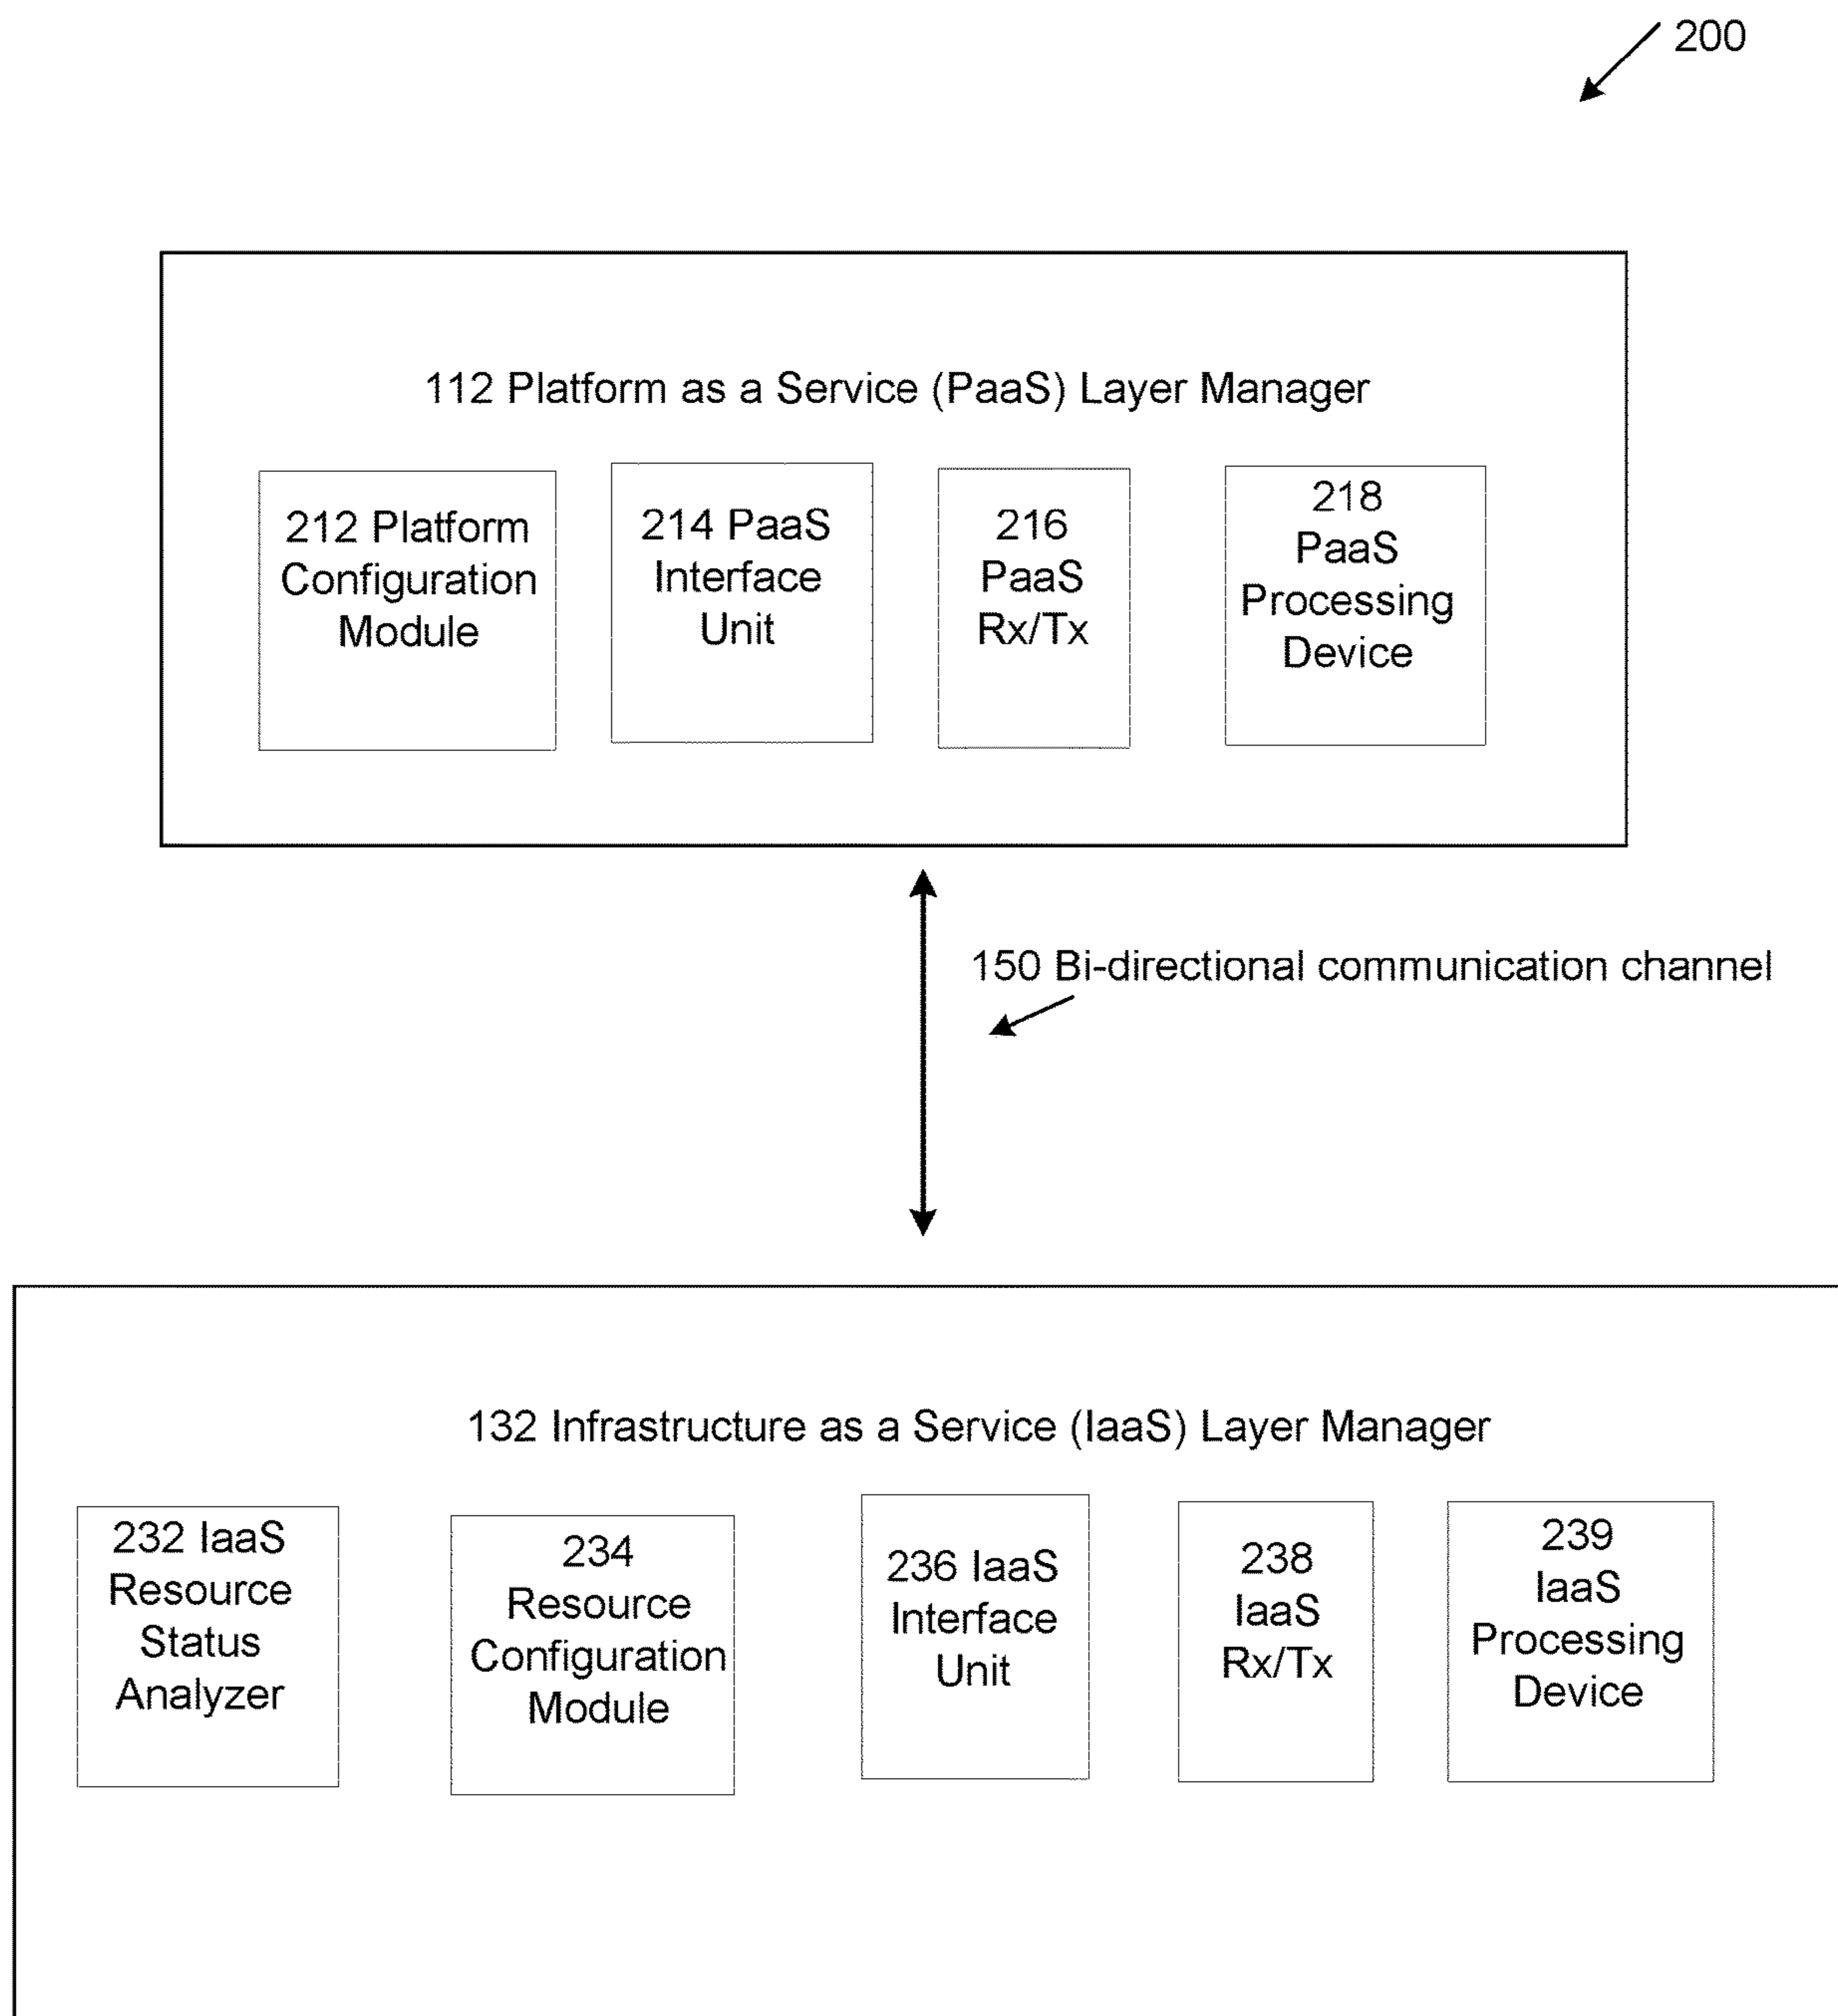 200
112 Platform as a Service (PaaS) Layer Manager
212 Platform
Configuration
Module
214 PaaS
Interface
Unit
216
PaaS
Rx/Tx
218
PaaS
Processing
Device
150 Bi-directional communication channel
132 Infrastructure as a Service (IaaS) Layer Manager
232 IaaS
Resource
Status
Analyzer
234
Resource
Configuration
Module
236 IaaS
Interface
Unit
238
IaaS
Rx/Tx
239
IaaS
Processing
Device